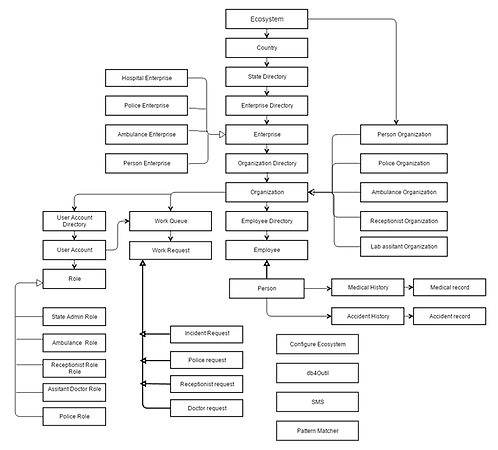 Ecosystem
Country
State Directory
Hospital Enterprise
Enterprise Directory
Police Enterprise
Ambulance Enterprise
Enterprise
Person Organization
Person Enterprise
Organization Directory
Police Organization
Organization
Ambulance Organization
User Account
Directory
Work Queue
Employee Directory
Receptionist Organization
User Account
Work Request
Employee
Lab assitant Organization
Role
Person
Medical History
Medical record
Accident History
Accident record
State Admin Role
Ambulance Role
Receptionist Role
Role
Assitant Doctor Role
Police Role
Incident Request
Police request
Receptionist request
Doctor request
Configure Ecosystem
db4Outil
SMS
Pattern Matcher